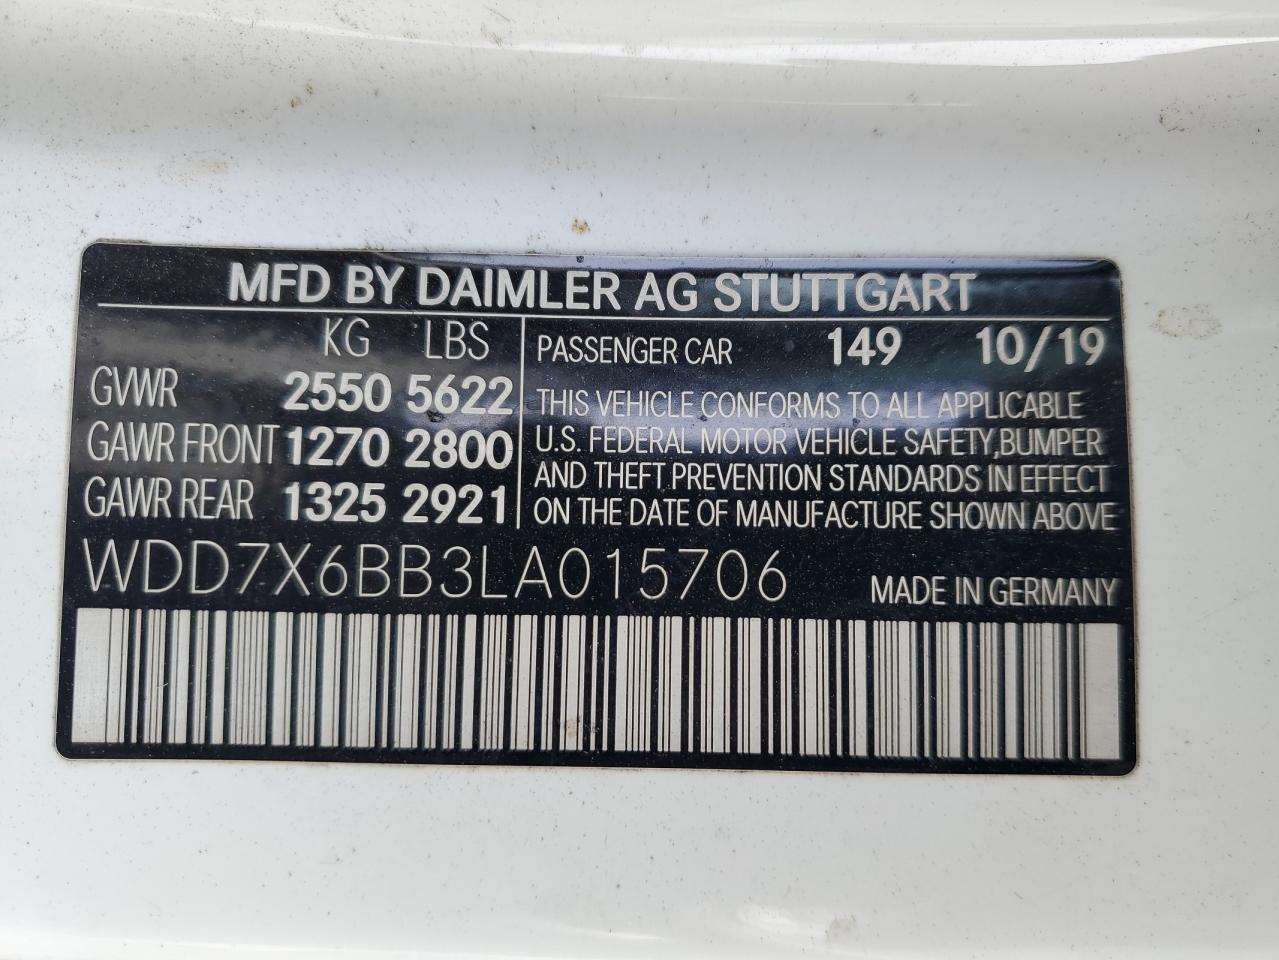 MFD BY DAIMLER AG STUTTGART
KG LBS
GVWR 2550 5622
GAWR FRONT 1270 2800
GAWR REAR 1325 2921
PASSENGER CAR 149 10/19
THIS VEHICLE CONFORMS TO ALL APPLICABLE
U.S. FEDERAL MOTOR VEHICLE SAFETY,BUMPER
AND THEFT PREVENTION STANDARDS IN EFFECT
ON THE DATE OF MANUFACTURE SHOWN ABOVE
WDD7X6BB3LA015706
MADE IN GERMANY